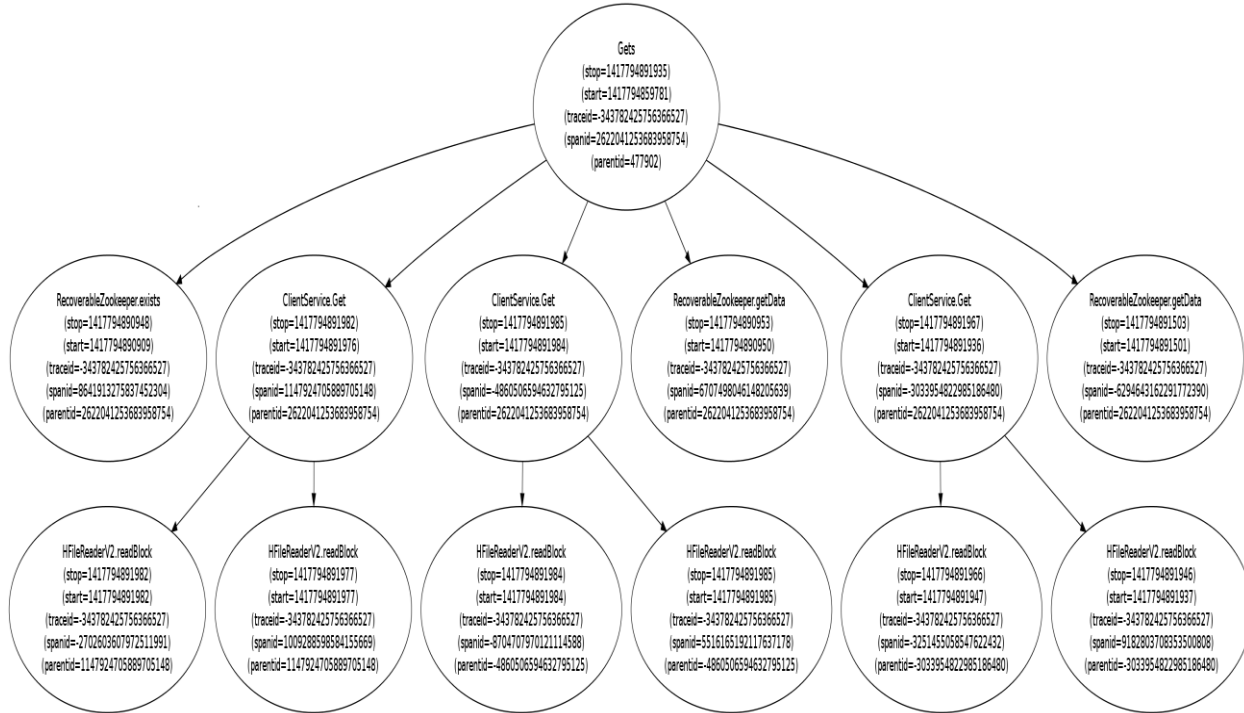 Gets
(stop=1417794891935)
(start=1417794859781)
(traceid=-343782425756366527)
(spanid=2622041253683958754)
(parentid=477902)
RecoverableZookeeper.exists
(stop=1417794890948)
(start=1417794890909)
(traceid=-343782425756366527)
(spanid=8641913275837452304)
(parentid=2622041253683958754)
ClientService.Get
(stop=1417794891982)
(start=1417794891976)
(traceid=-343782425756366527)
(spanid=1147924705889705148)
(parentid=2622041253683958754)
ClientService.Get
(stop=1417794891985)
(start=1417794891984)
(traceid=-343782425756366527)
(spanid=-4860506594632795125)
(parentid=2622041253683958754)
RecoverableZookeeper.getData
(stop=1417794890953)
(start=1417794890950)
(traceid=-343782425756366527)
(spanid=6707498046148205639)
(parentid=2622041253683958754)
ClientService.Get
(stop=1417794891967)
(start=1417794891936)
(traceid=-343782425756366527)
(spanid=-3033954822985186480)
(parentid=2622041253683958754)
RecoverableZookeeper.getData
(stop=1417794891503)
(start=1417794891501)
(traceid=-343782425756366527)
(spanid=-6294643162291772390)
(parentid=2622041253683958754)
HFileReaderV2.readBlock
(stop=1417794891982)
(start=1417794891982)
(traceid=-343782425756366527)
(spanid=-2702603607972511991)
(parentid=1147924705889705148)
HFileReaderV2.readBlock
(stop=1417794891977)
(start=1417794891977)
(traceid=-343782425756366527)
(spanid=1009288598584155669)
(parentid=1147924705889705148)
HFileReaderV2.readBlock
(stop=1417794891984)
(start=1417794891984)
(traceid=-343782425756366527)
(spanid=-8704707970121114588)
(parentid=-4860506594632795125)
HFileReaderV2.readBlock
(stop=1417794891985)
(start=1417794891985)
(traceid=-343782425756366527)
(spanid=5516165192117637178)
(parentid=-4860506594632795125)
HFileReaderV2.readBlock
(stop=1417794891966)
(start=1417794891947)
(traceid=-343782425756366527)
(spanid=-3251455058547622432)
(parentid=-3033954822985186480)
HFileReaderV2.readBlock
(stop=1417794891946)
(start=1417794891937)
(traceid=-343782425756366527)
(spanid=9182803708353500808)
(parentid=-3033954822985186480)